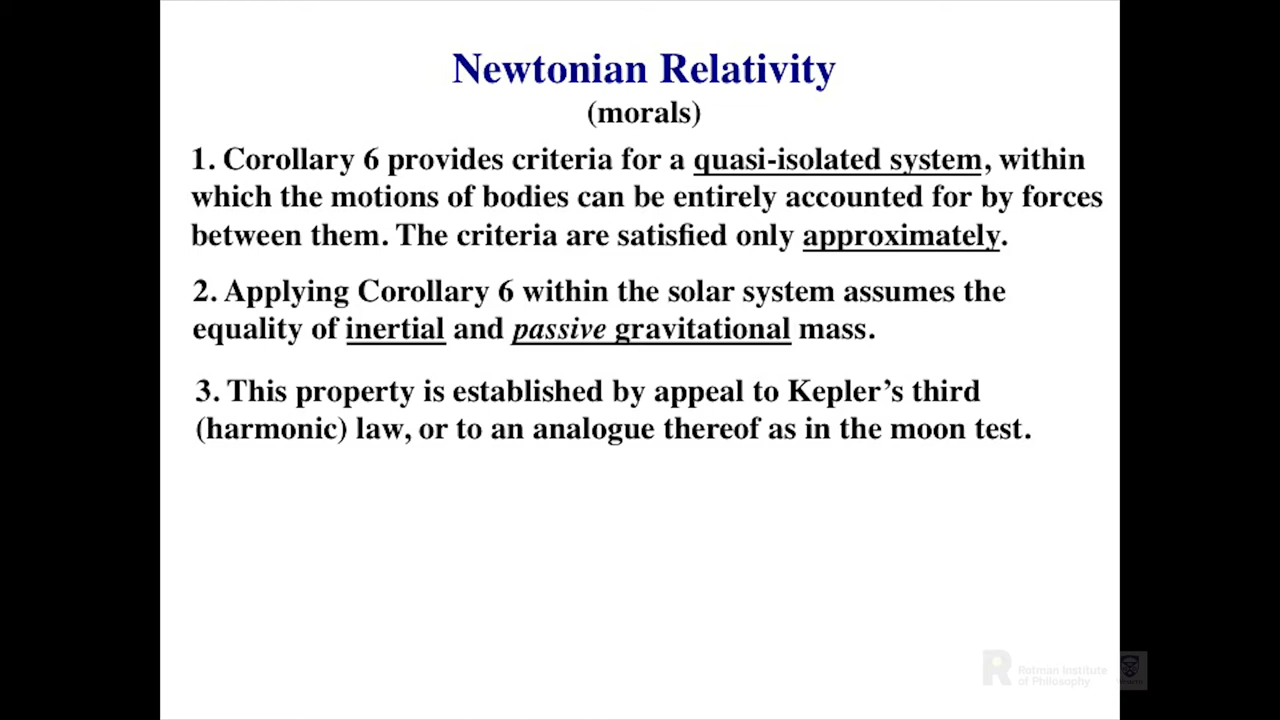 Newtonian Relativity
(morals)
1. Corollary 6 provides criteria for a quasi-isolated system, within
which the motions of bodies can be entirely accounted for by forces
between them. The criteria are satisfied only approximately.
2. Applying Corollary 6 within the solar system assumes the
equality of inertial and passive gravitational mass.
3. This property is established by appeal to Kepler’s third
(harmonic) law, or to an analogue thereof as in the moon test.
Rotman Institute
of Philosophy